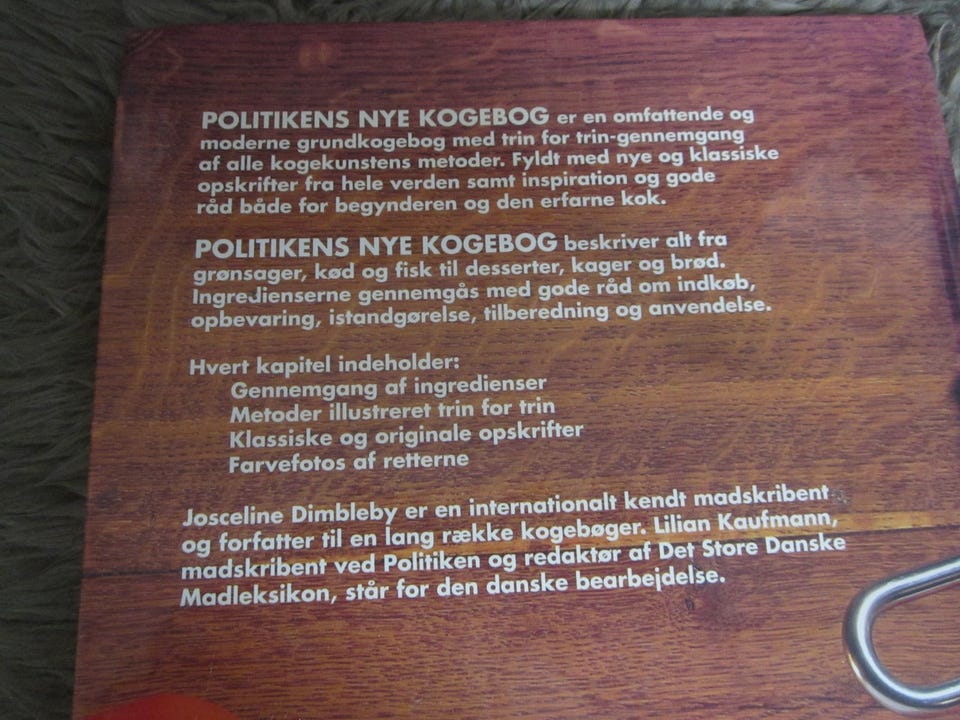 POLITIKENS NYE KOGEBOG er en omfattende og
moderne grundkogebog med trin for trin-gennemgang
af alle kogekunstens metoder. Fyldt med nye og klassiske
opskrifter fra hele verden samt inspiration og gode
råd både for begynderen og den erfarne kok.
POLITIKENS NYE KOGEBOG beskriver alt fra
grønsager, kød og fisk til desserter, kager og brød.
Ingredienserne gennemgås med gode råd om indkøb,
opbevaring, istandgørelse, tilberedning og anvendelse.
Hvert kapitel indeholder:
Gennemgang af ingredienser
Metoder illustreret trin for trin
Klassiske og originale opskrifter
Farvefotos af retterne
Josceline Dimbleby er en internationalt kendt madskribent
og forfatter til en lang række kogebøger. Lilian Kaufmann,
madskribent ved Politiken og redaktør af Det Store Danske
Madleksikon, står for den danske bearbejdelse.